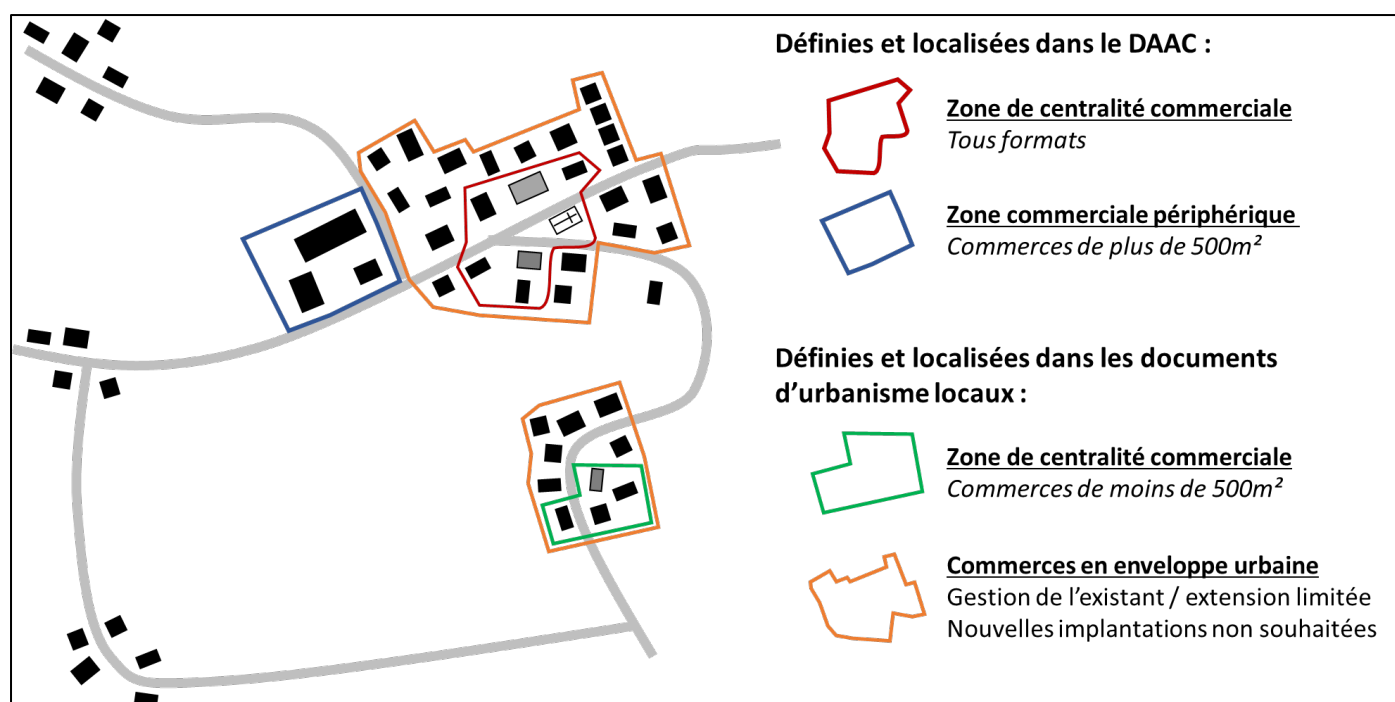 Définies et localisées dans le DAAC :
Zone de centralité commerciale
Tous formats
Zone commerciale périphérique
Commerces de plus de 500m²
Définies et localisées dans les documents
d’urbanisme locaux :
Zone de centralité commerciale
Commerces de moins de 500m²
Commerces en enveloppe urbaine
Gestion de l’existant / extension limitée
Nouvelles implantations non souhaitées